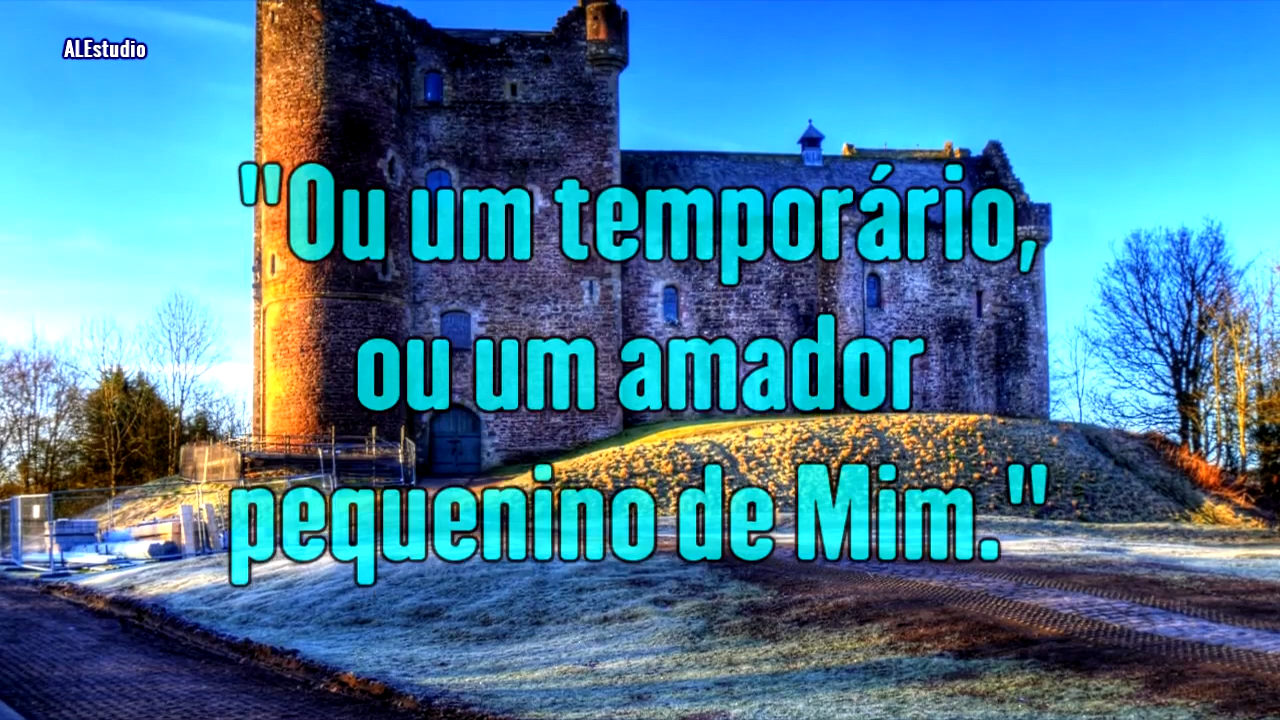 ALEstudio
"Ou um temporário,
ou um amador
pequenino de Mim."